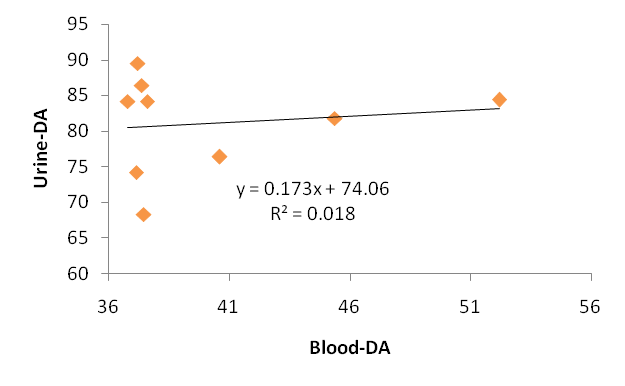 95
90
85
80
75
70
65
60
Urine-DA
y = 0.173x + 74.06
R² = 0.018
36 41 46 51 56
Blood-DA